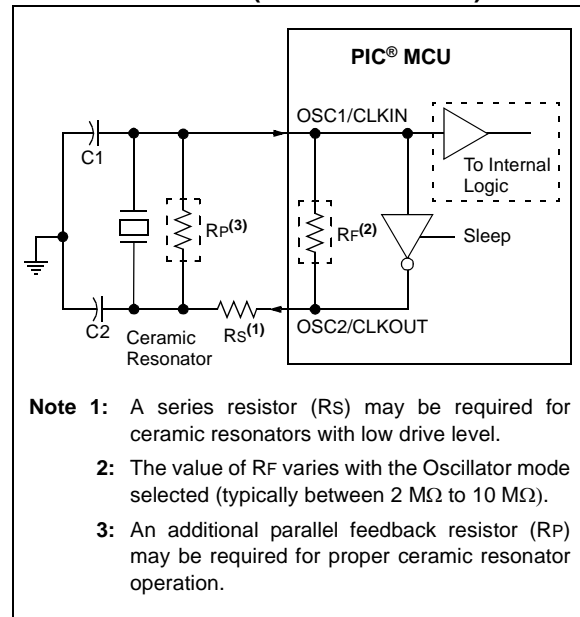 PIC® MCU
OSC1/CLKIN
C1
To Internal
Logic
RP(3)
RF(2)
Sleep
C2
Ceramic
Resonator
RS(1)
OSC2/CLKOUT
Note 1: A series resistor (RS) may be required for
ceramic resonators with low drive level.
2: The value of RF varies with the Oscillator mode
selected (typically between 2 MΩ to 10 MΩ).
3: An additional parallel feedback resistor (RP)
may be required for proper ceramic resonator
operation.